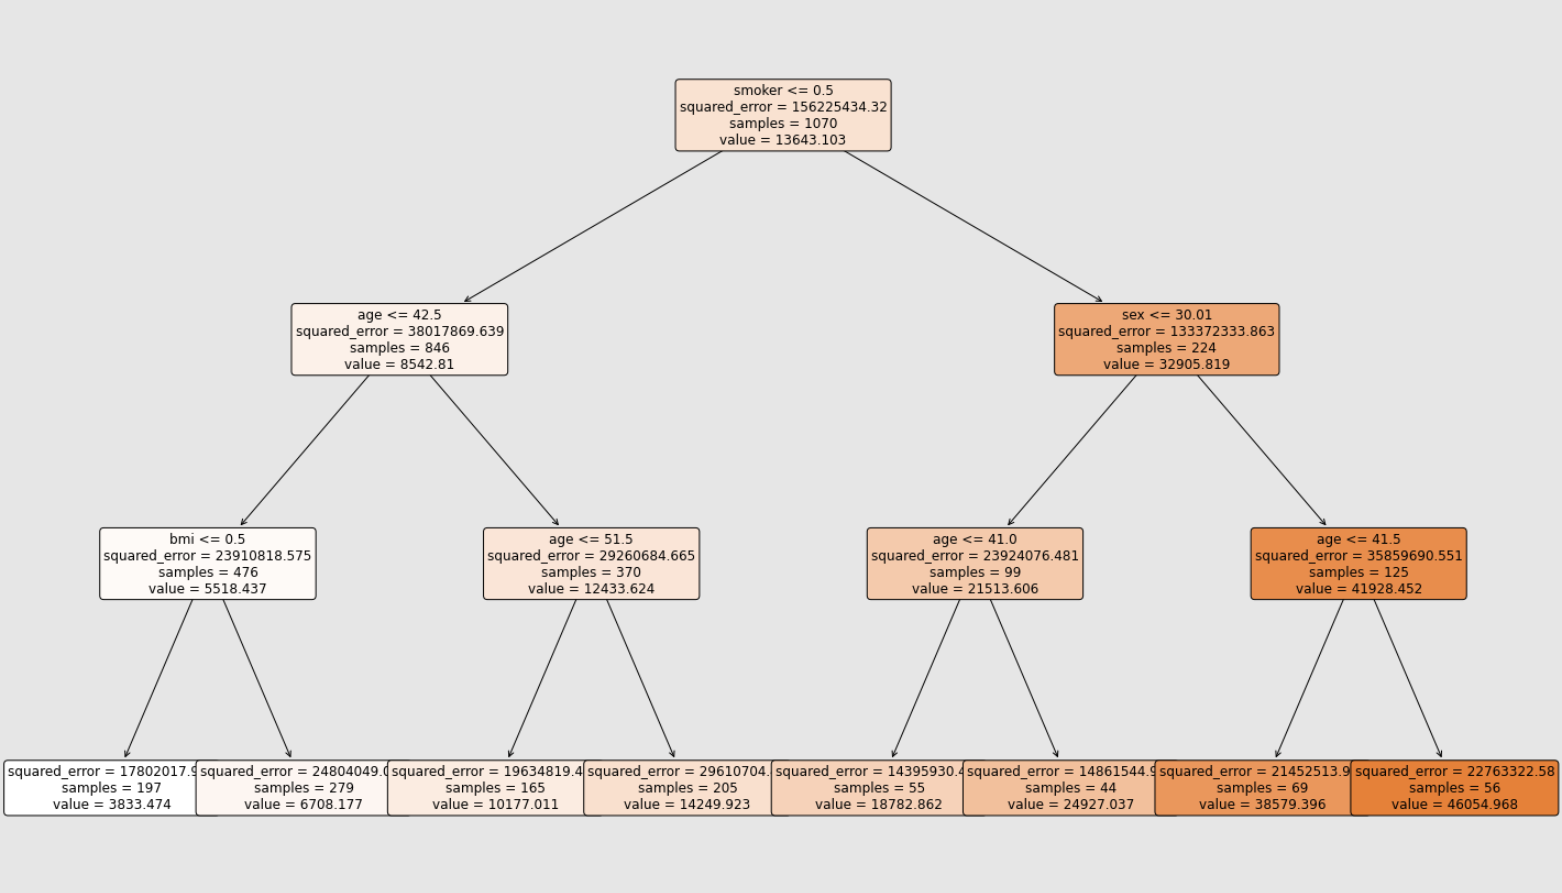 smoker <= 0.5
squared_error = 156225434.32
samples = 1070
value = 13643.103
age <= 42.5
squared_error = 38017869.639
samples = 846
value = 8542.81
sex <= 30.01
squared_error = 133372333.863
samples = 224
value = 32905.819
bmi <= 0.5
squared_error = 23910818.575
samples = 476
value = 5518.437
age <= 51.5
squared_error = 29260684.665
samples = 370
value = 12433.624
age <= 41.0
squared_error = 23924076.481
samples = 99
value = 21513.606
age <= 41.5
squared_error = 35859690.551
samples = 125
value = 41928.452
squared_error = 17802017.9
samples = 197
value = 3833.474
squared_error = 24804049.0
samples = 279
value = 6708.177
squared_error = 19634819.4
samples = 165
value = 10177.011
squared_error = 29610704.
samples = 205
value = 14249.923
squared_error = 14395930.4
samples = 55
value = 18782.862
squared_error = 14861544.9
samples = 44
value = 24927.037
squared_error = 21452513.9
samples = 69
value = 38579.396
squared_error = 22763322.58
samples = 56
value = 46054.968